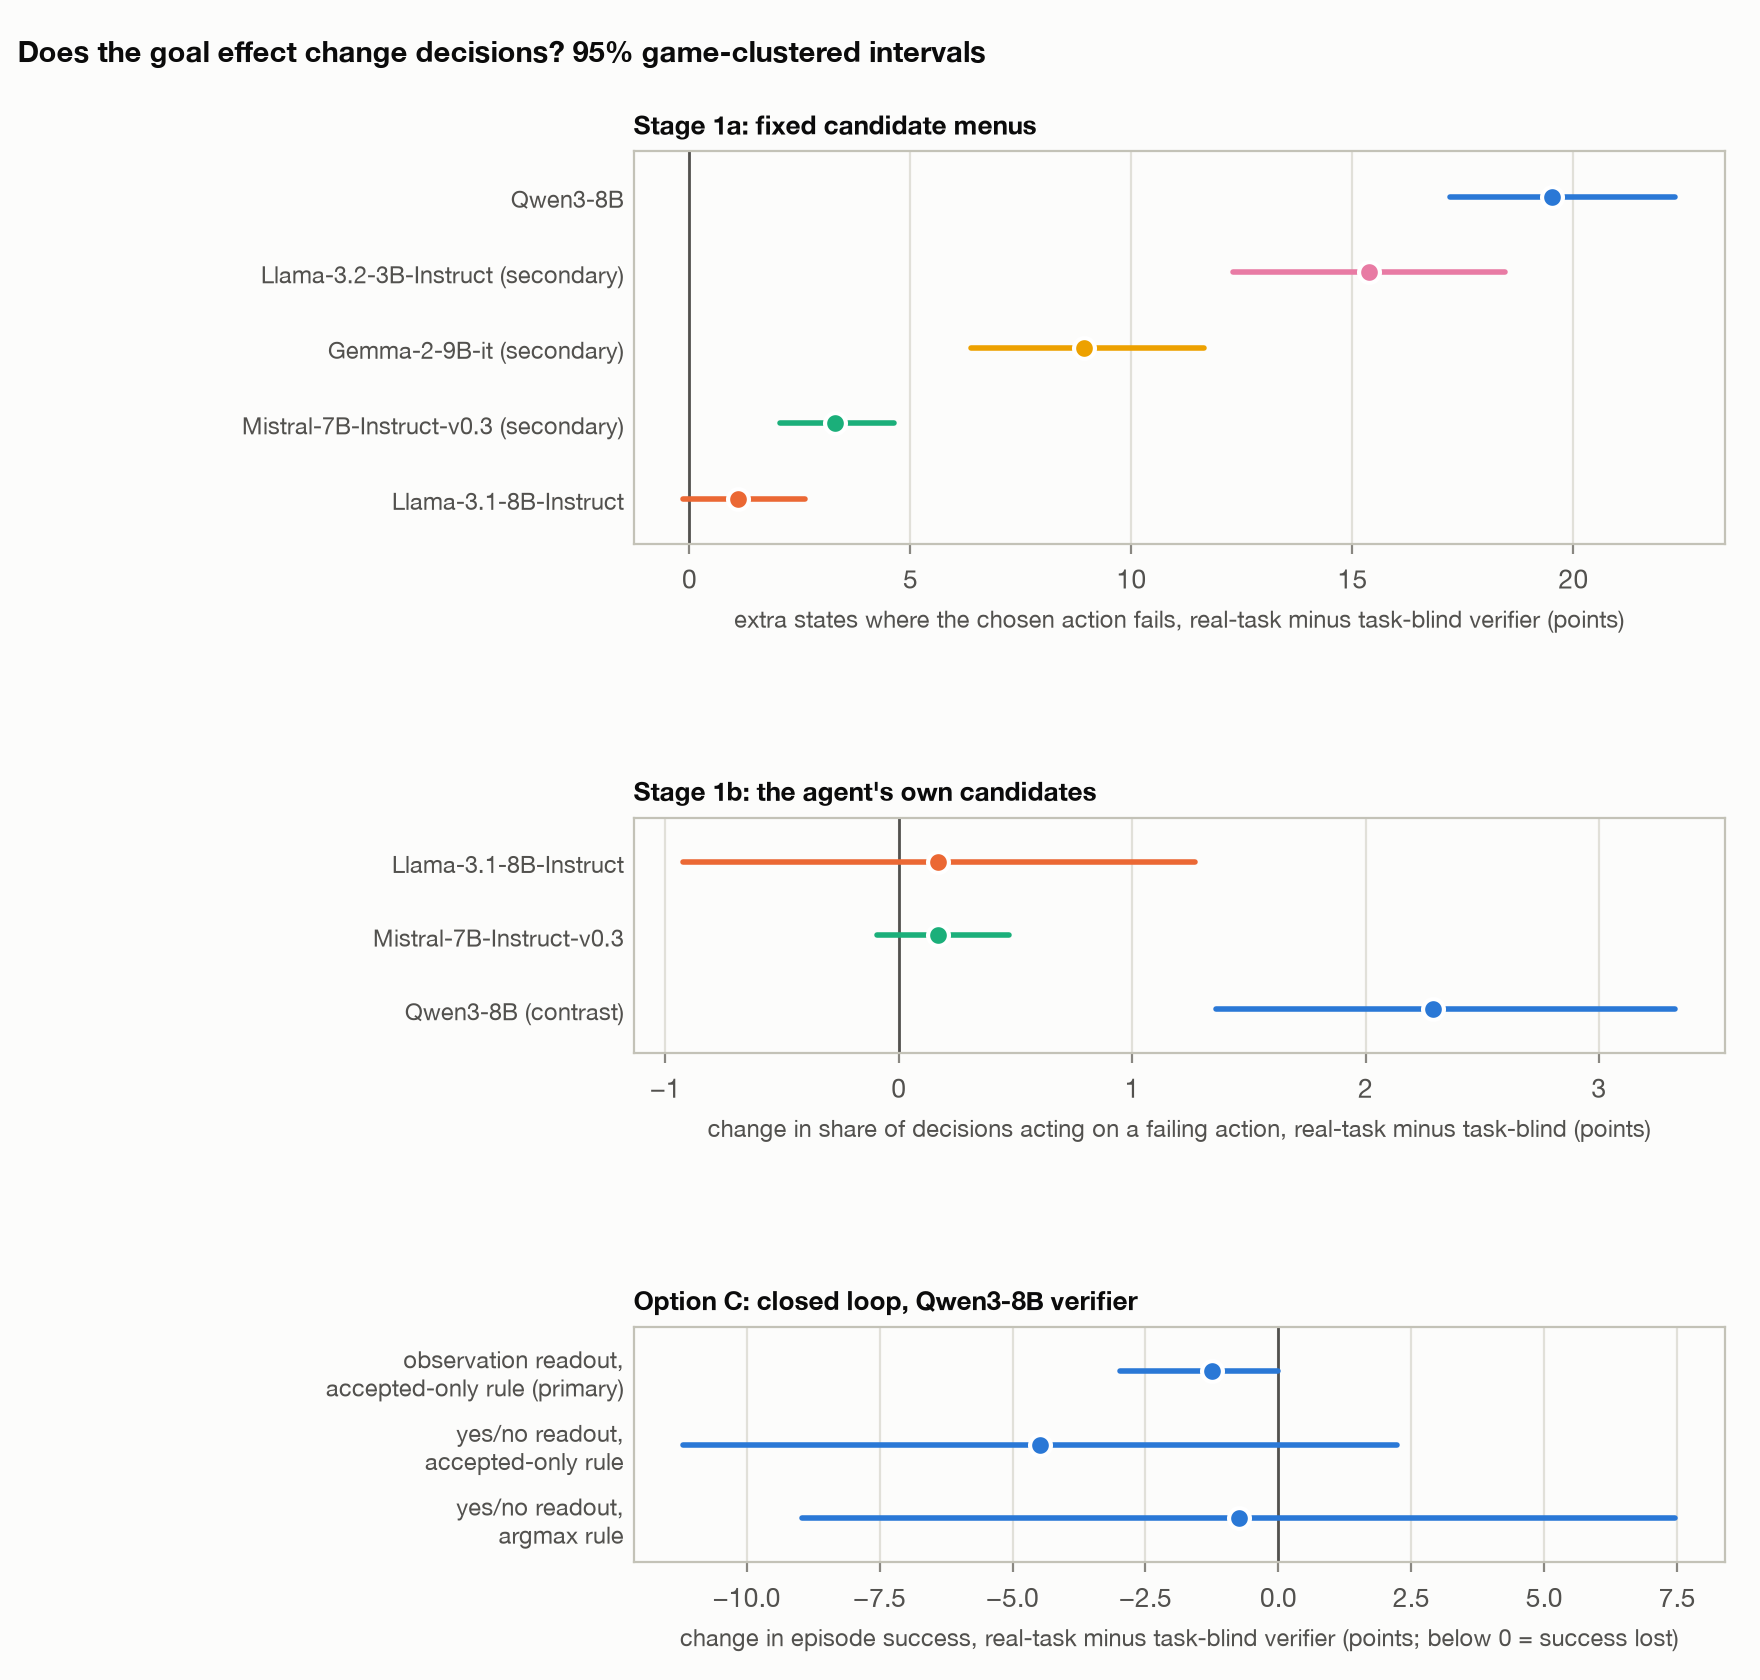 Does the goal effect change decisions? 95% game-clustered intervals
Stage 1a: fixed candidate menus
Qwen3-8B
Llama-3.2-3B-Instruct (secondary)
Gemma-2-9B-it (secondary)
Mistral-7B-Instruct-v0.3 (secondary)
Llama-3.1-8B-Instruct
0 5 10 15 20
extra states where the chosen action fails, real-task minus task-blind verifier (points)
Stage 1b: the agent's own candidates
Llama-3.1-8B-Instruct
Mistral-7B-Instruct-v0.3
Qwen3-8B (contrast)
−1 0 1 2 3
change in share of decisions acting on a failing action, real-task minus task-blind (points)
Option C: closed loop, Qwen3-8B verifier
observation readout,
accepted-only rule (primary)
yes/no readout,
accepted-only rule
yes/no readout,
argmax rule
−10.0 −7.5 −5.0 −2.5 0.0 2.5 5.0 7.5
change in episode success, real-task minus task-blind verifier (points; below 0 = success lost)